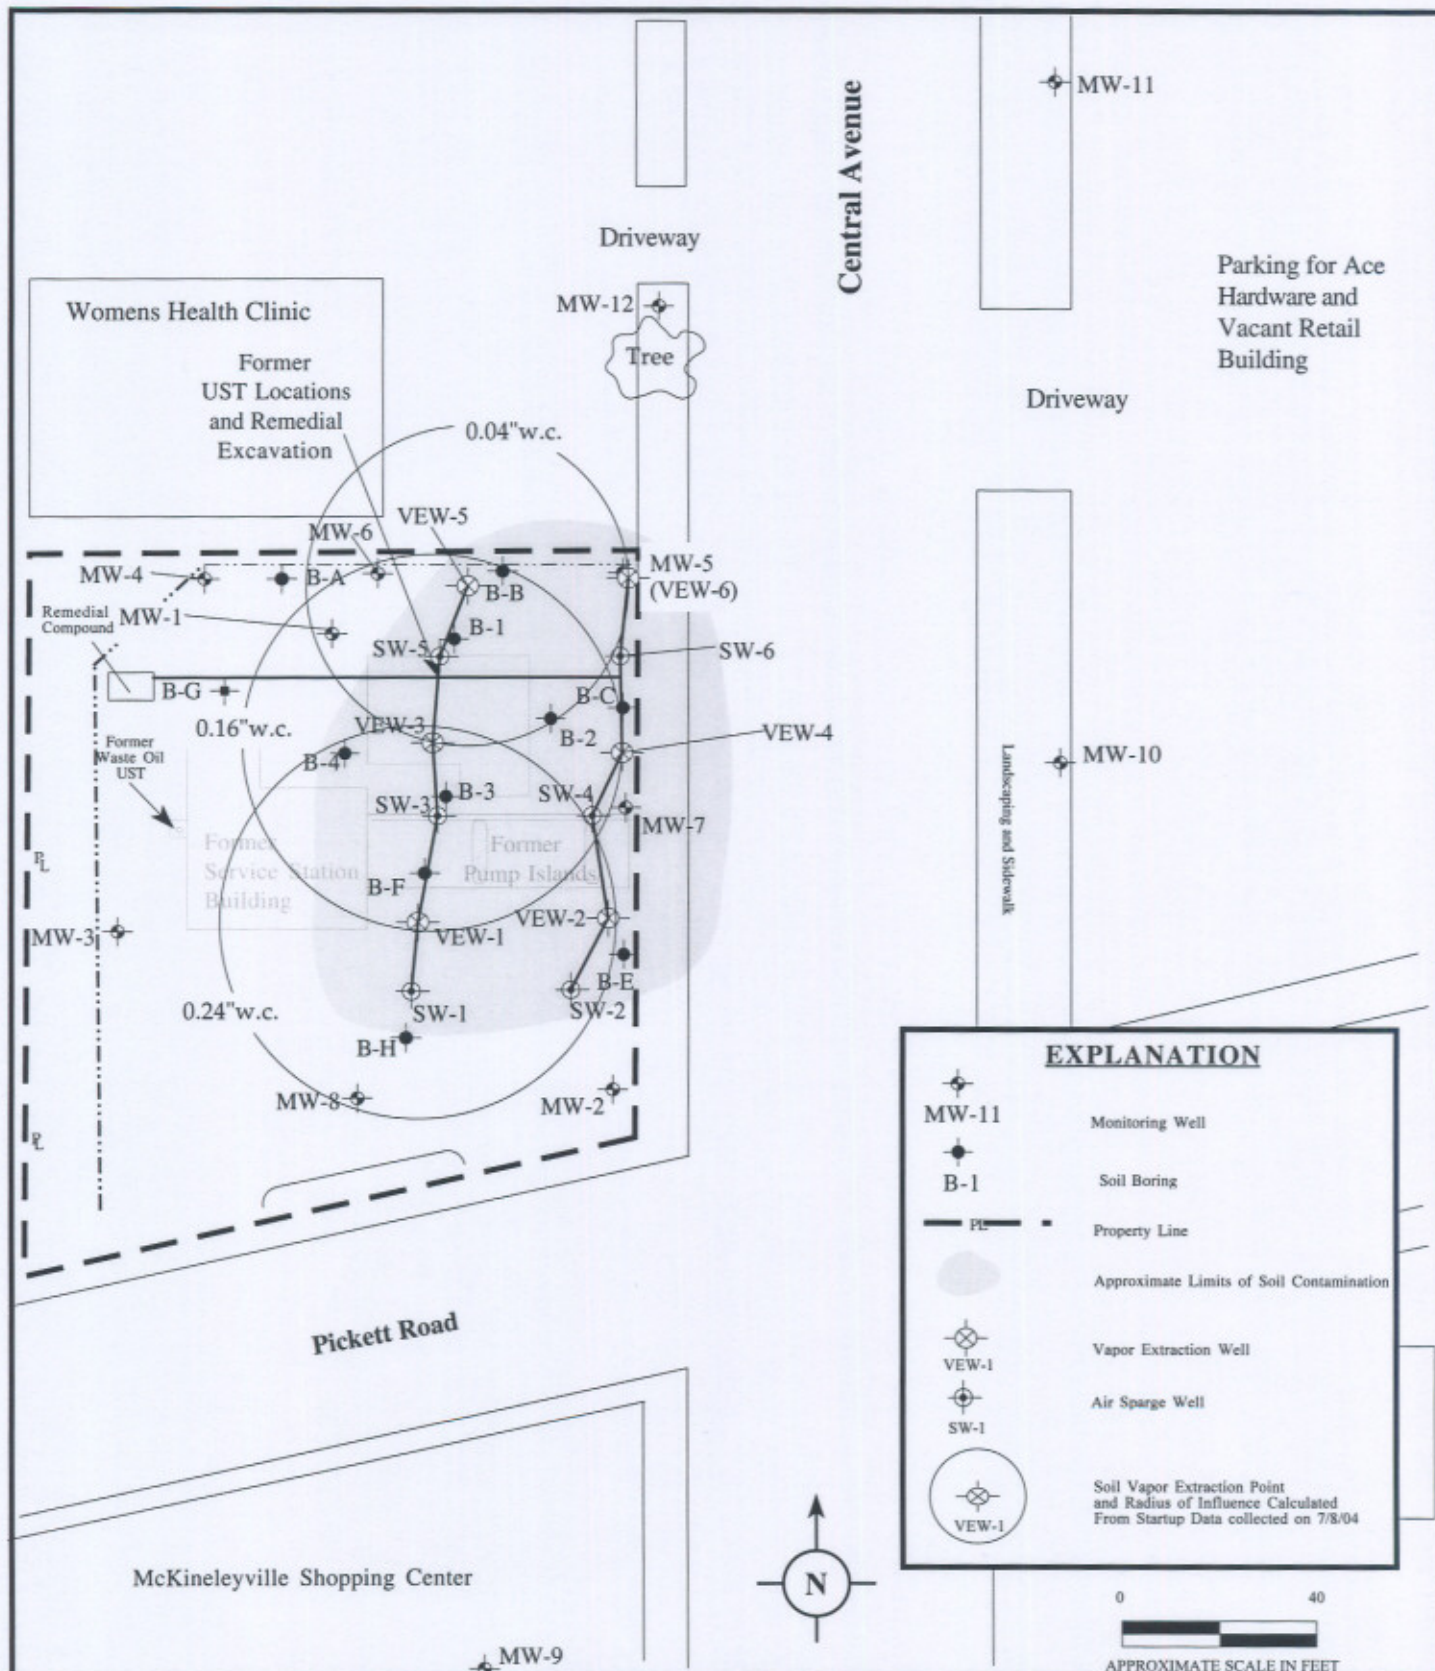 MW-11
Central Avenue
Driveway
Parking for Ace
Hardware and
Vacant Retail
Building
MW-12
Tree
Womens Health Clinic
Former
UST Locations
and Remedial
Excavation
Driveway
0.04"w.c.
VEW-5
MW-6
MW-4
B-A
B-B
MW-5
(VEW-6)
Remedial
Compound
MW-1
B-1
SW-5
SW-6
B-G
B-C
0.16"w.c.
VEW-3
B-2
VEW-4
Former
Waste Oil
UST
B-4
B-3
SW-3
SW-4
MW-7
MW-10
Landscaping and Sidewalk
Former
Service Station
Building
Former
Pump Islands
PL
B-F
VEW-1
VEW-2
MW-3
B-E
SW-1
SW-2
0.24"w.c.
B-H
MW-8
MW-2
PL
Pickett Road
McKineleyville Shopping Center
MW-9
N
EXPLANATION
MW-11
Monitoring Well
B-1
Soil Boring
PL
Property Line
Approximate Limits of Soil Contamination
VEW-1
Vapor Extraction Well
SW-1
Air Sparge Well
VEW-1
Soil Vapor Extraction Point
and Radius of Influence Calculated
From Startup Data collected on 7/8/04
0 40
APPROXIMATE SCALE IN FEET